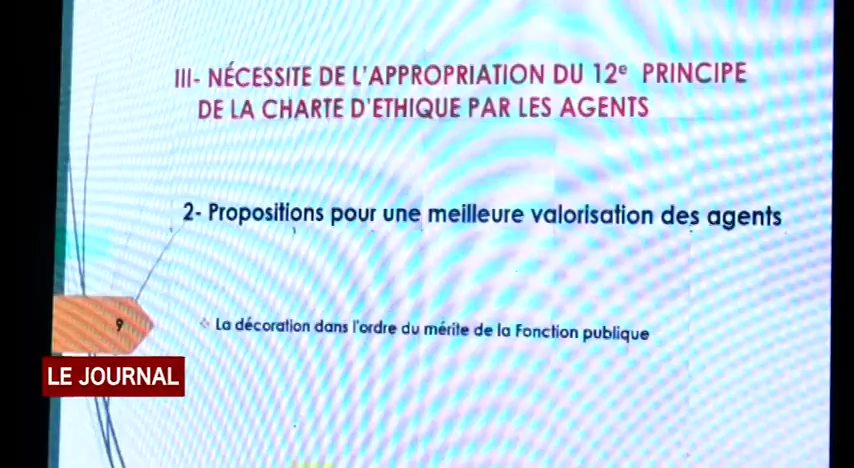 III- NÉCESSITE DE L'APPROPRIATION DU 12e PRINCIPE
DE LA CHARTE D'ETHIQUE PAR LES AGENTS
2- Propositions pour une meilleure valorisation des agents
9
La décoration dans l'ordre du mérite de la Fonction publique
LE JOURNAL